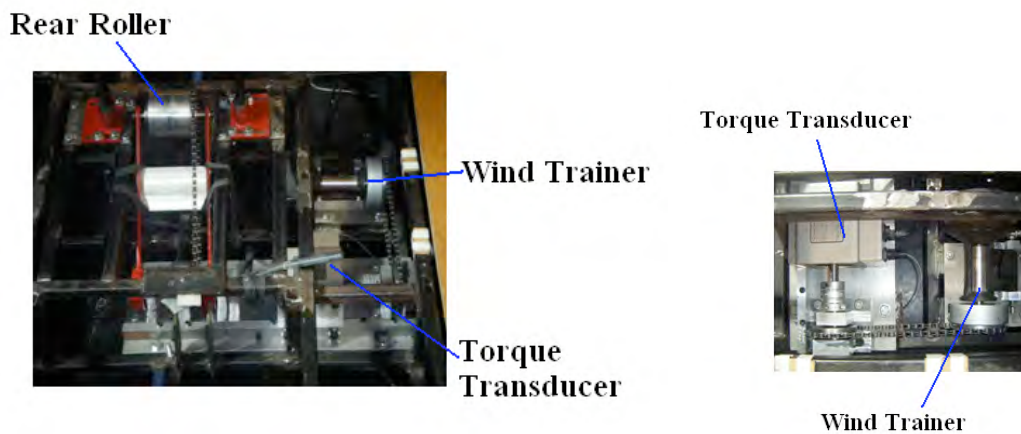 Rear Roller
Wind Trainer
Torque
Transducer
Torque Transducer
Wind Trainer